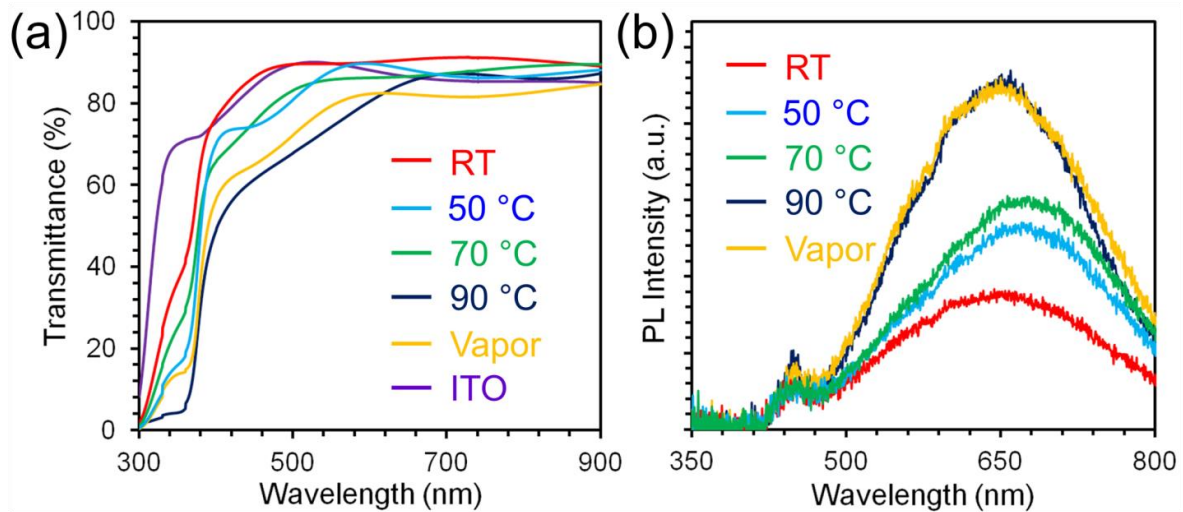 (a)
100
80
60
40
20
0
Transmittance (%)
RT
50 °C
70 °C
90 °C
Vapor
ITO
300
500
700
900
Wavelength (nm)
(b)
PL Intensity (a.u.)
RT
50 °C
70 °C
90 °C
Vapor
350
500
650
800
Wavelength (nm)